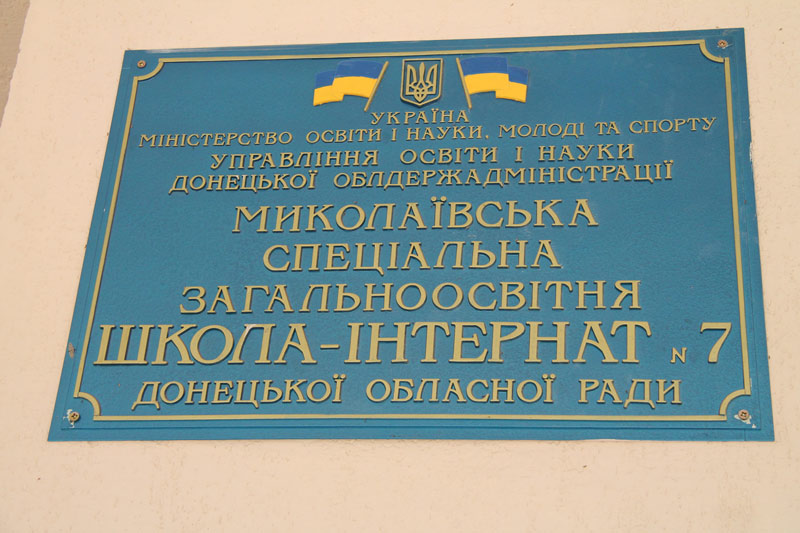 УКРАЇНА
МІНІСТЕРСТВО ОСВІТИ І НАУКИ, МОЛОДІ ТА СПОРТУ
УПРАВЛІННЯ ОСВІТИ І НАУКИ
ДОНЕЦЬКОЇ ОБЛДЕРЖАДМІНІСТРАЦІЇ
МИКОЛАЇВСЬКА
СПЕЦІАЛЬНА
ЗАГАЛЬНООСВІТНЯ
ШКОЛА-ІНТЕРНАТ N 7
ДОНЕЦЬКОЇ ОБЛАСНОЇ РАДИ